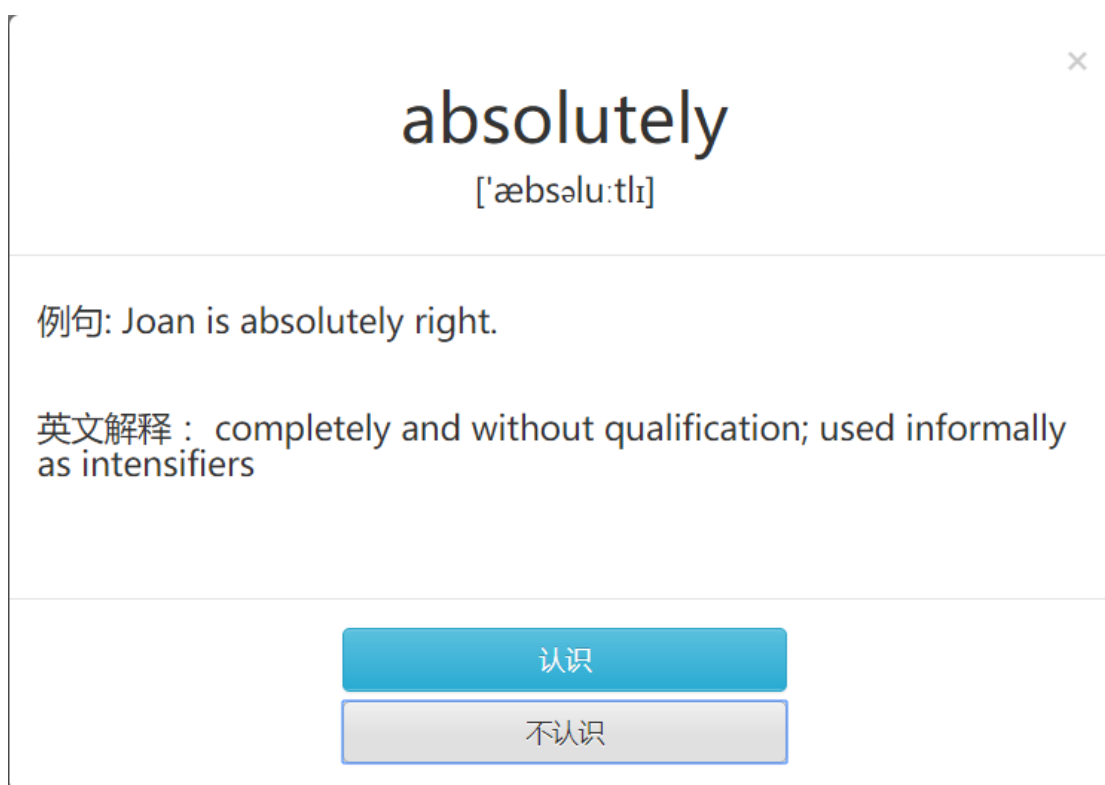 ×
absolutely
['æbsəluːtlɪ]
例句: Joan is absolutely right.
英文解释： completely and without qualification; used informally
as intensifiers
认识
不认识